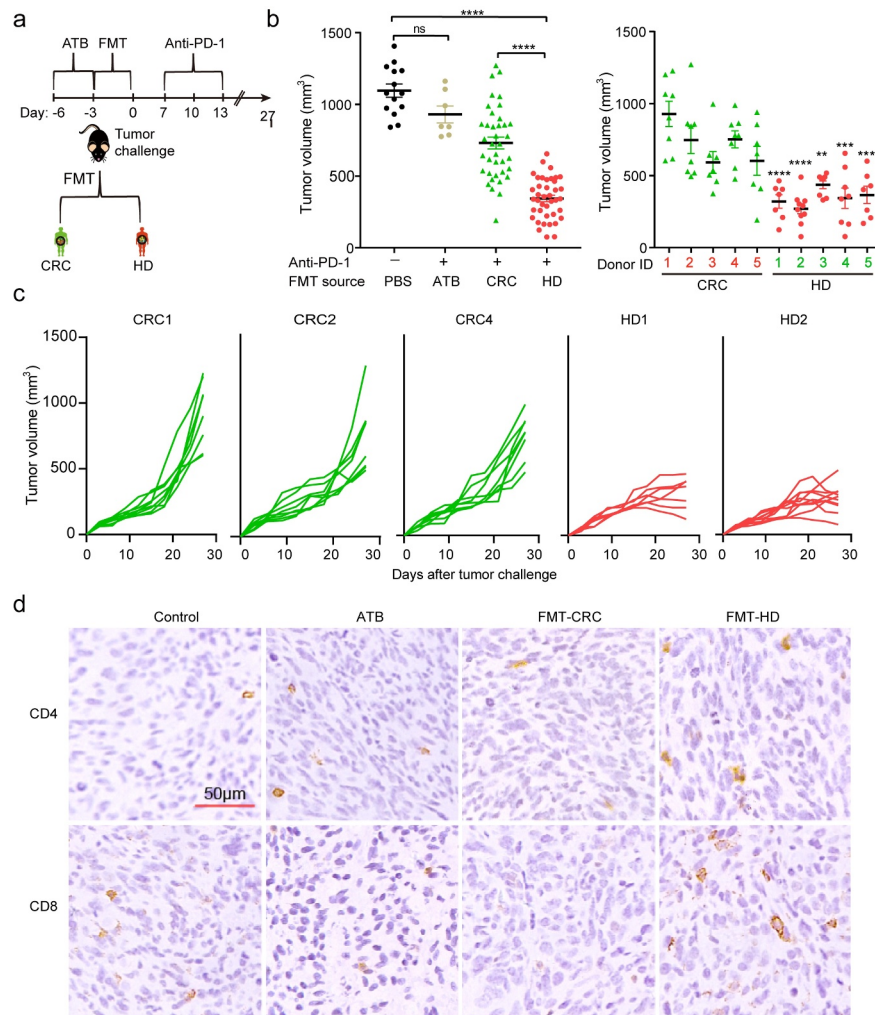 a
ATB FMT Anti-PD-1
Day: -6 -3 0 7 10 13 27
Tumor
challenge
FMT
CRC HD
b
****
ns
****
Tumor volume (mm³)
1500
1000
500
0
Anti-PD-1 — + + +
FMT source PBS ATB CRC HD
Tumor volume (mm³)
1500
1000
500
0
**** **** ** *** ***
Donor ID 1 2 3 4 5 1 2 3 4 5
CRC HD
c
CRC1 CRC2 CRC4 HD1 HD2
Tumor volume (mm³)
1500
1000
500
0
0 10 20 30 0 10 20 30 0 10 20 30 0 10 20 30 0 10 20 30
Days after tumor challenge
d
Control ATB FMT-CRC FMT-HD
CD4
50μm
CD8